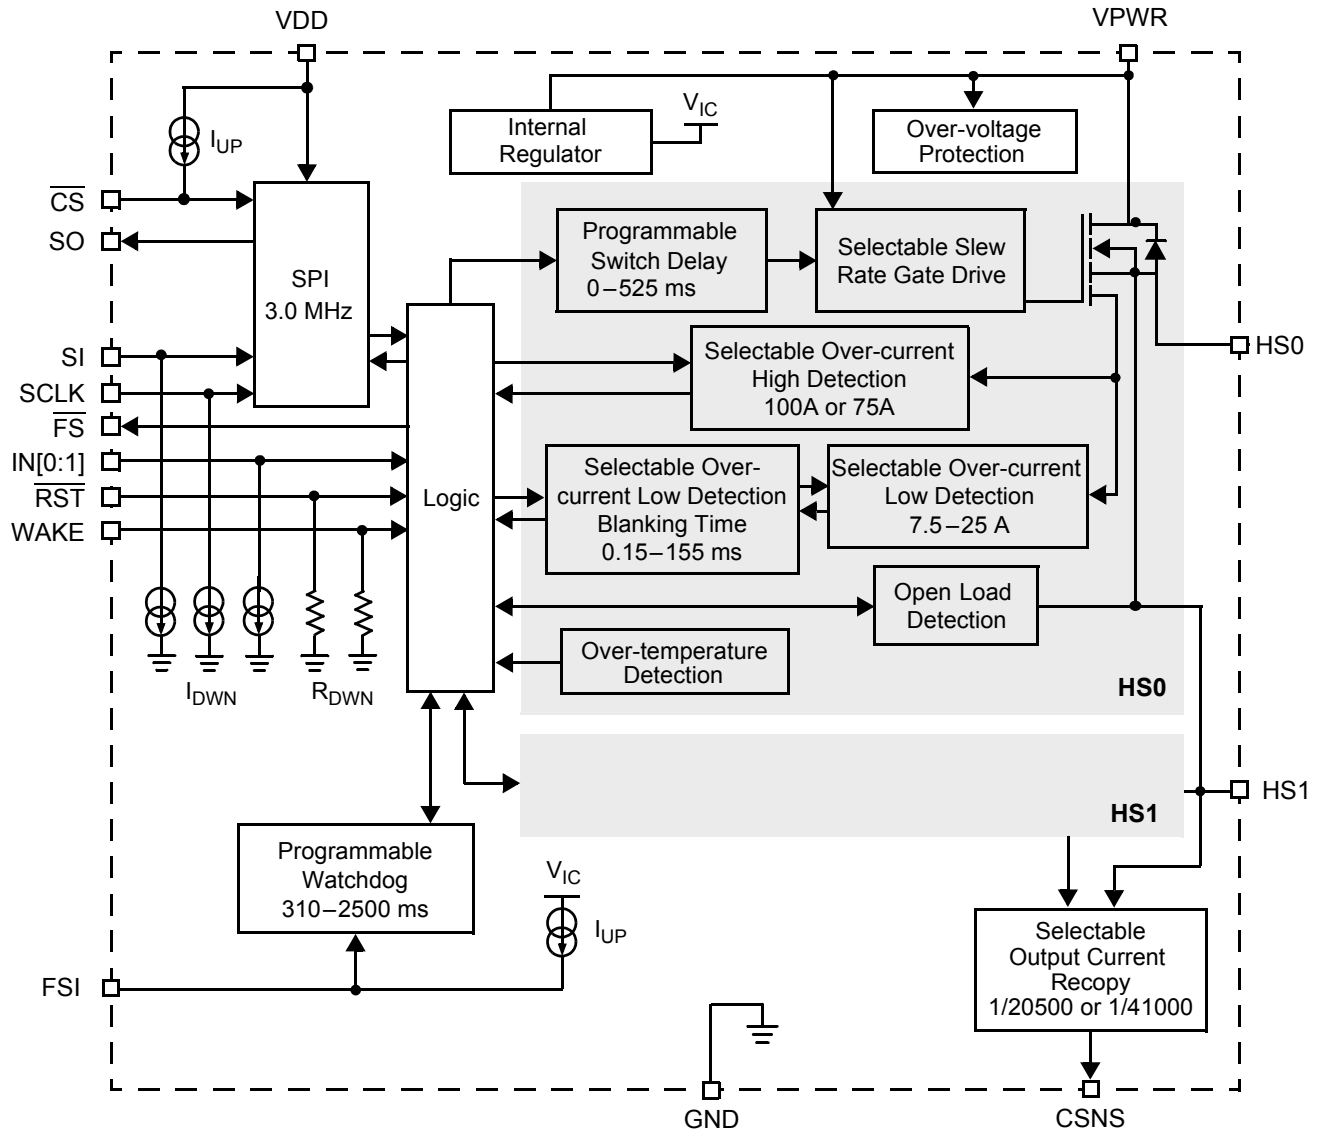 VDD
VPWR
VIC
Internal
Regulator
Over-voltage
Protection
IUP
CS
SO
SPI
3.0 MHz
Programmable
Switch Delay
0–525 ms
Selectable Slew
Rate Gate Drive
SI
SCLK
FS
IN[0:1]
RST
WAKE
Logic
Selectable Over-current
High Detection
100A or 75A
HS0
Selectable Over-
current Low Detection
Blanking Time
0.15–155 ms
Selectable Over-current
Low Detection
7.5–25 A
Open Load
Detection
Over-temperature
Detection
IDWN
RDWN
HS0
HS1
HS1
Programmable
Watchdog
310–2500 ms
VIC
IUP
FSI
Selectable
Output Current
Recopy
1/20500 or 1/41000
GND
CSNS